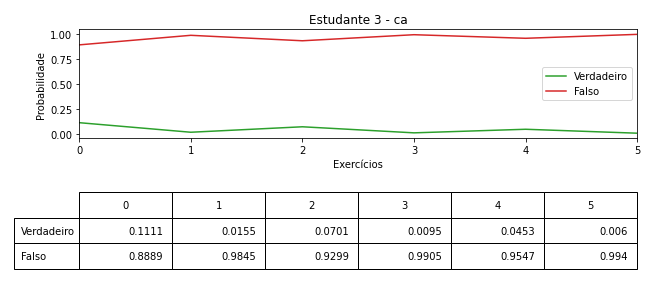 Estudante 3 - ca
1.00
0.75
0.50
0.25
0.00
Probabilidade
Verdadeiro
Falso
0 1 2 3 4 5
Exercícios
0 1 2 3 4 5
Verdadeiro 0.1111 0.0155 0.0701 0.0095 0.0453 0.006
Falso 0.8889 0.9845 0.9299 0.9905 0.9547 0.994